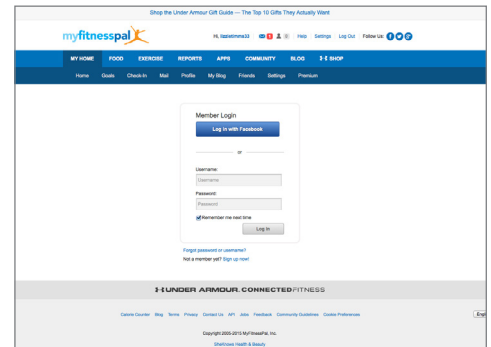 Shop the Under Armour Gift Guide — The Top 10 Gifts They Actually Want
myfitnesspal
Hi, lizzietimms33 Help Settings Log Out Follow Us:
MY HOME FOOD EXERCISE REPORTS APPS COMMUNITY BLOG SHOP
Home Goals Check-In Mail Profile My Blog Friends Settings Premium
Member Login
Log in with Facebook
or
Username:
Username
Password:
Password
Remember me next time
Log In
Forgot password or username?
Not a member yet? Sign up now!
UNDER ARMOUR. CONNECTEDFITNESS
Calorie Counter Blog Terms Privacy Contact Us API Jobs Feedback Community Guidelines Cookie Preferences
Engl
Copyright 2005-2015 MyFitnessPal, Inc.
SheKnows Health & Beauty